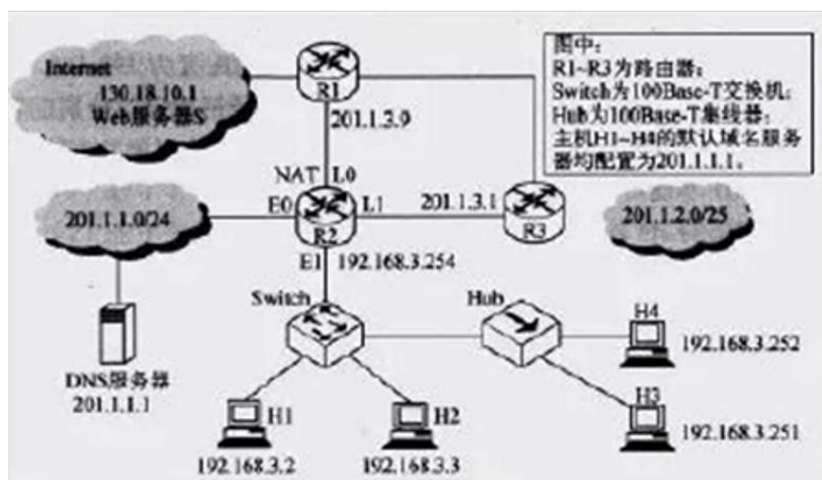 Internet
130.18.10.1
Web服务器S
R1
201.1.3.9
图中：
R1~R3为路由器；
Switch为100Base-T交换机；
Hub为100Base-T集线器；
主机H1~H4的默认域名服务
器均配置为201.1.1.1。
NAT L0
201.1.1.0/24
E0
L1
R2
201.1.3.1
R3
201.1.2.0/25
E1 192.168.3.254
Switch
Hub
H4
192.168.3.252
DNS服务器
201.1.1.1
H1
H2
H3
192.168.3.251
192.168.3.2
192.168.3.3